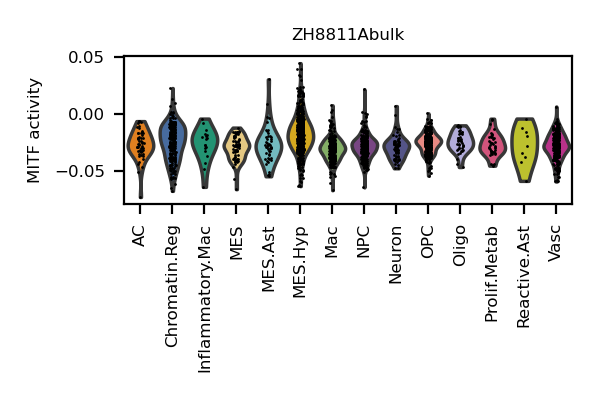 ZH8811Abulk
MITF activity
0.05
0.00
−0.05
AC
Chromatin.Reg
Inflammatory.Mac
MES
MES.Ast
MES.Hyp
Mac
NPC
Neuron
OPC
Oligo
Prolif.Metab
Reactive.Ast
Vasc